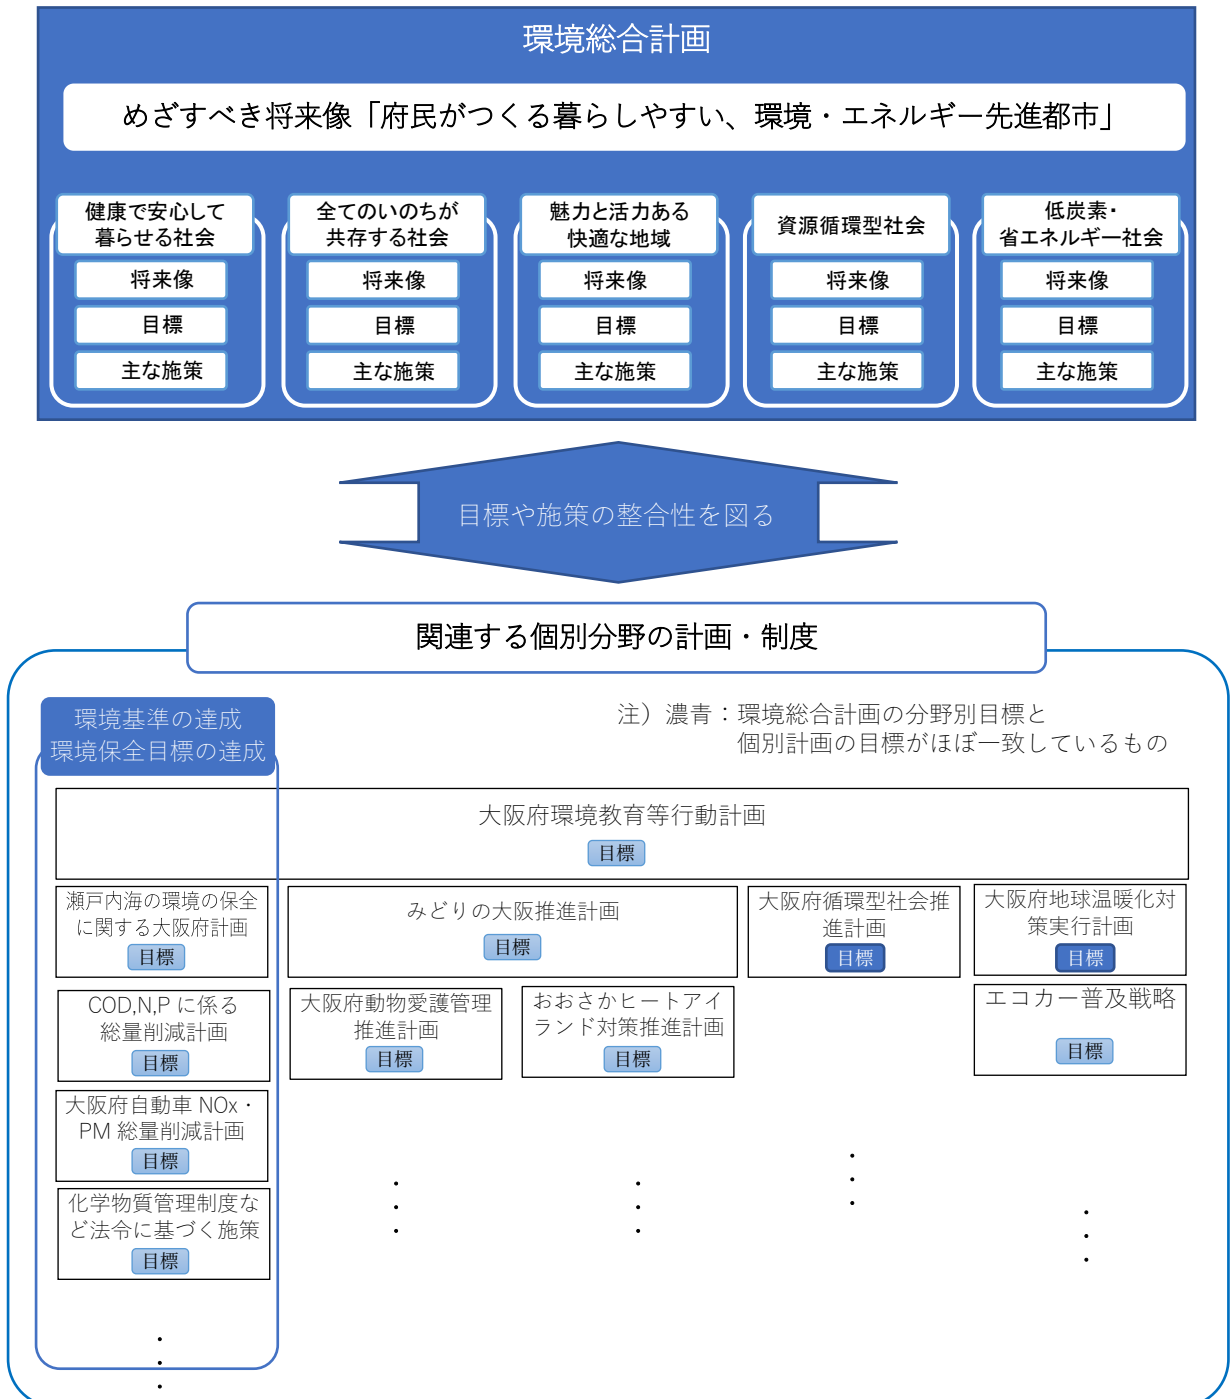 環境総合計画
めざすべき将来像「府民がつくる暮らしやすい、環境・エネルギー先進都市」
健康で安心して
暮らせる社会
将来像
目標
主な施策
全てのいのちが
共存する社会
将来像
目標
主な施策
魅力と活力ある
快適な地域
将来像
目標
主な施策
資源循環型社会
将来像
目標
主な施策
低炭素・
省エネルギー社会
将来像
目標
主な施策
目標や施策の整合性を図る
関連する個別分野の計画・制度
環境基準の達成
環境保全目標の達成
注）濃青：環境総合計画の分野別目標と
個別計画の目標がほぼ一致しているもの
大阪府環境教育等行動計画
目標
瀬戸内海の環境の保全
に関する大阪府計画
目標
みどりの大阪推進計画
目標
大阪府循環型社会推
進計画
目標
大阪府地球温暖化対
策実行計画
目標
COD,N,P に係る
総量削減計画
目標
大阪府動物愛護管理
推進計画
目標
おおさかヒートアイ
ランド対策推進計画
目標
エコカー普及戦略
目標
大阪府自動車 NOx・
PM 総量削減計画
目標
化学物質管理制度な
ど法令に基づく施策
目標